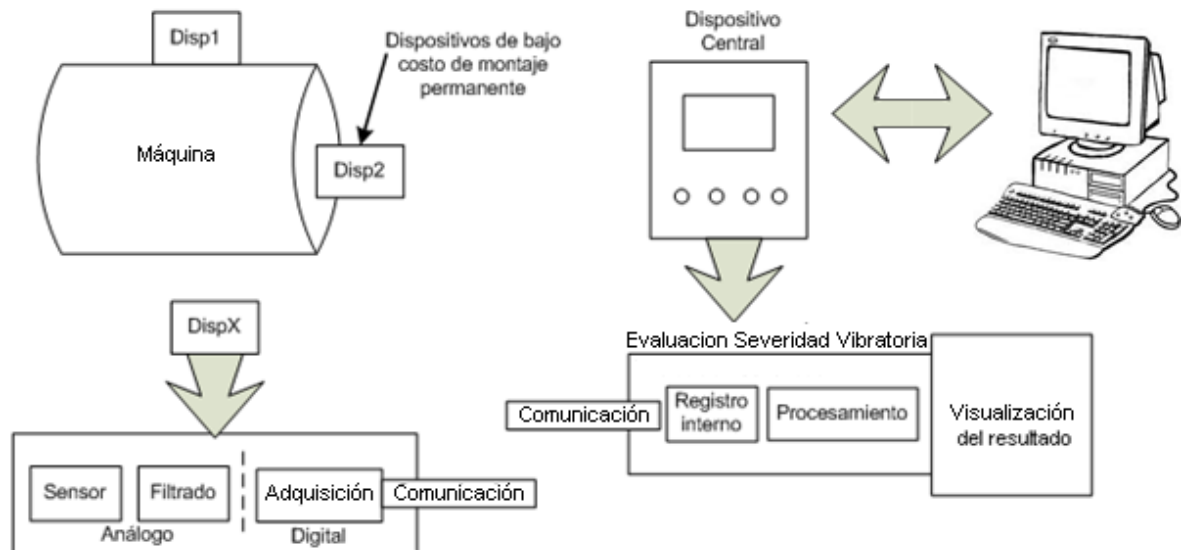 Disp1
Dispositivos de bajo
costo de montaje
permanente
Máquina
Disp2
Dispositivo
Central
DispX
Sensor
Filtrado
Análogo
Adquisición
Digital
Comunicación
Evaluacion Severidad Vibratoria
Comunicación
Registro
interno
Procesamiento
Visualización
del resultado